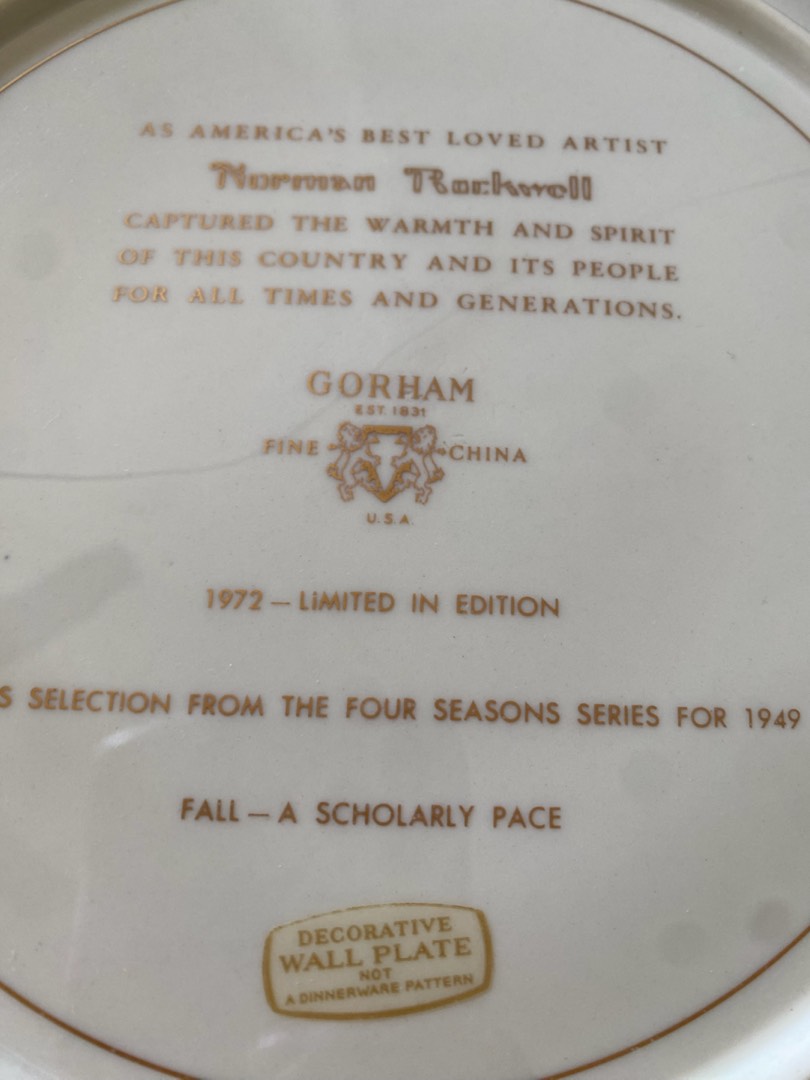 AS AMERICA'S BEST LOVED ARTIST
Norman Rockwell
CAPTURED THE WARMTH AND SPIRIT
OF THIS COUNTRY AND ITS PEOPLE
FOR ALL TIMES AND GENERATIONS.
GORHAM
EST. 1831
FINE CHINA
U.S.A.
1972 – LiMITED IN EDITION
S SELECTION FROM THE FOUR SEASONS SERIES FOR 1949
FALL – A SCHOLARLY PACE
DECORATIVE
WALL PLATE
NOT
A DINNERWARE PATTERN